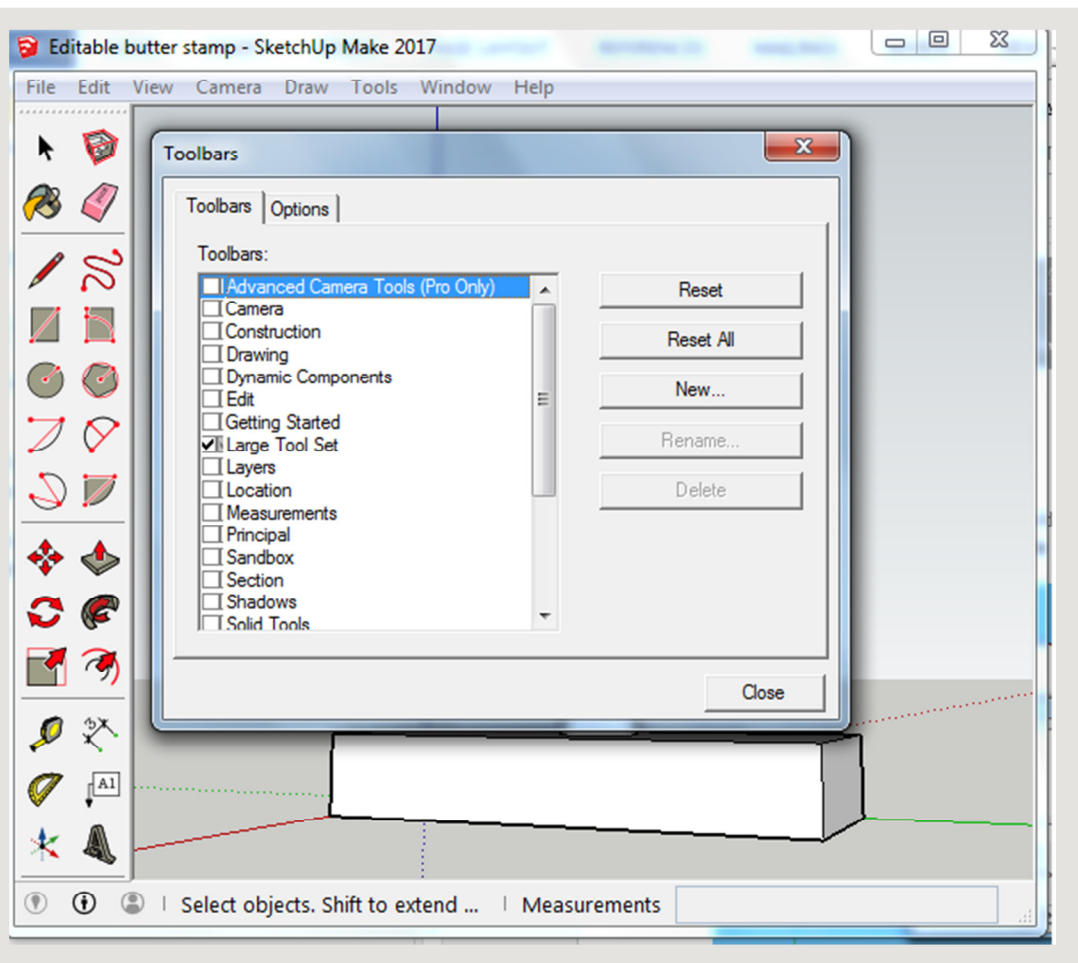 Editable butter stamp - SketchUp Make 2017
File Edit View Camera Draw Tools Window Help
Toolbars
Toolbars Options
Toolbars:
Advanced Camera Tools (Pro Only)
Camera
Construction
Drawing
Dynamic Components
Edit
Getting Started
Large Tool Set
Layers
Location
Measurements
Principal
Sandbox
Section
Shadows
Solid Tools
Reset
Reset All
New...
Rename...
Delete
Close
A1
Select objects. Shift to extend ... Measurements